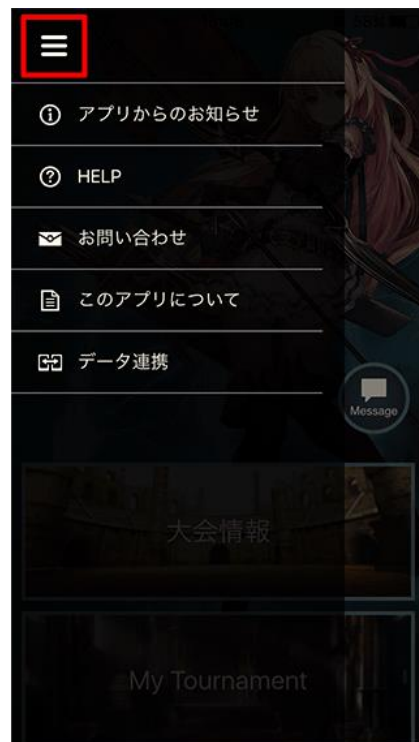 アプリからのお知らせ
HELP
お問い合わせ
このアプリについて
データ連携
Message
大会情報
My Tournament